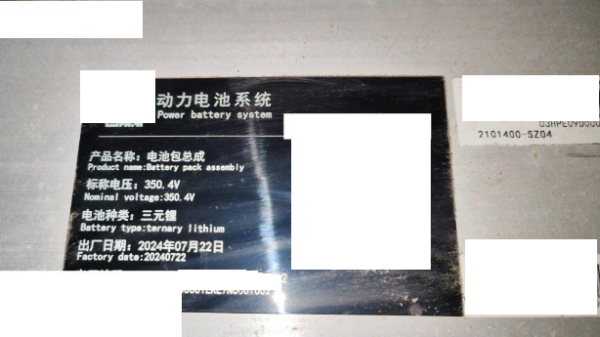 动力电池系统
Power battery system
产品名称：电池包总成
Product name:Battery pack assembly
标称电压：350.4V
Nominal voltage:350.4V
电池种类：三元锂
Battery type:ternary lithium
出厂日期：2024年07月22日
Factory date:20240722
2101400-SZ04